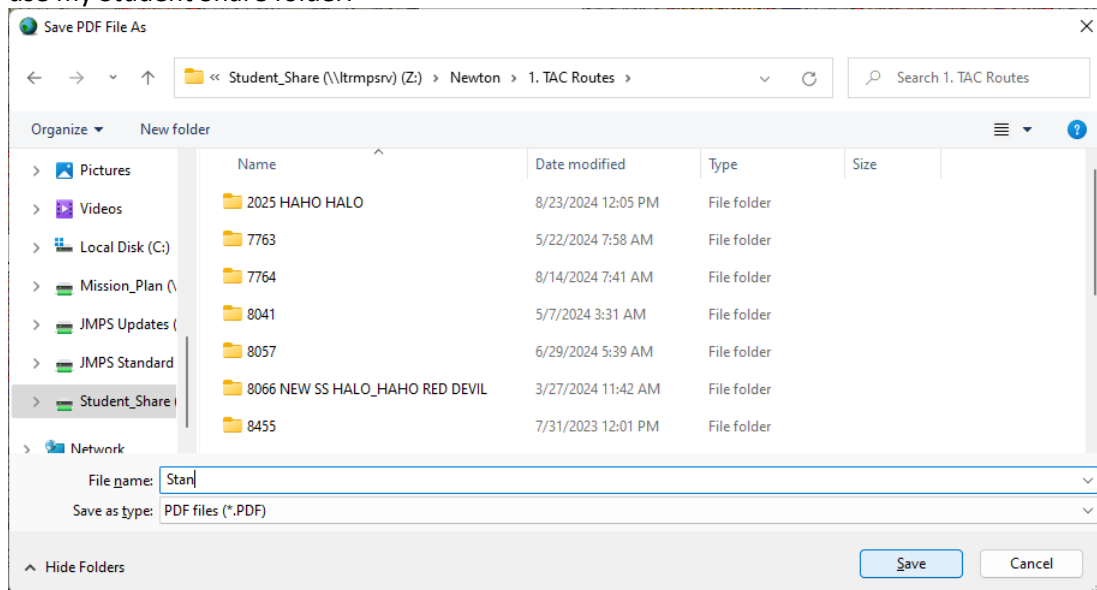 use my Student Share folder.
Save PDF File As
« Student_Share (\\ltrmpsrv) (Z:) › Newton › 1. TAC Routes ›
Search 1. TAC Routes
Organize New folder
Name Date modified Type Size
Pictures
Videos
Local Disk (C:)
Mission_Plan (\
JMPS Updates (
JMPS Standard
Student_Share (
Network
2025 HAHO HALO 8/23/2024 12:05 PM File folder
7763 5/22/2024 7:58 AM File folder
7764 8/14/2024 7:41 AM File folder
8041 5/7/2024 3:31 AM File folder
8057 6/29/2024 5:39 AM File folder
8066 NEW SS HALO_HAHO RED DEVIL 3/27/2024 11:42 AM File folder
8455 7/31/2023 12:01 PM File folder
File name: Stan
Save as type: PDF files (*.PDF)
Hide Folders
Save Cancel